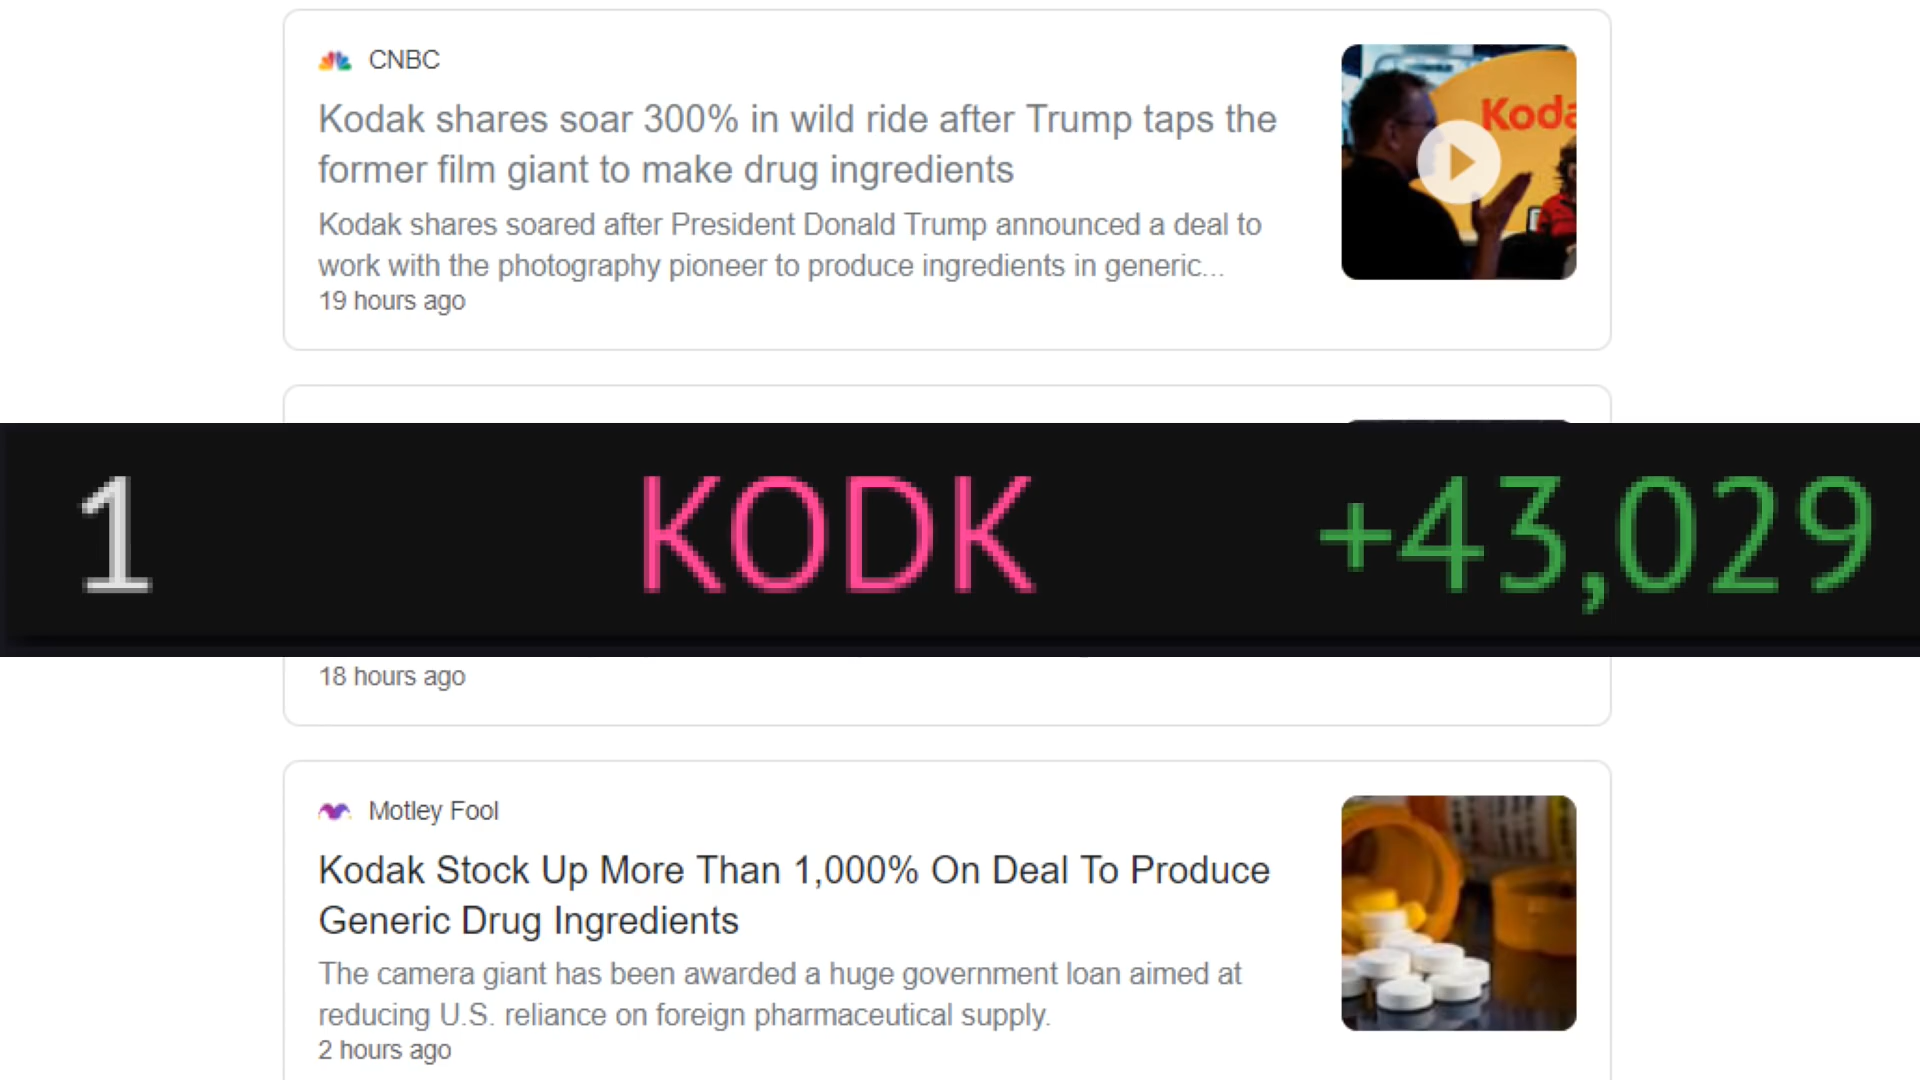 CNBC
Kodak shares soar 300% in wild ride after Trump taps the
former film giant to make drug ingredients
Kodak shares soared after President Donald Trump announced a deal to
work with the photography pioneer to produce ingredients in generic...
19 hours ago
Koda
1 KODK +43,029
18 hours ago
Motley Fool
Kodak Stock Up More Than 1,000% On Deal To Produce
Generic Drug Ingredients
The camera giant has been awarded a huge government loan aimed at
reducing U.S. reliance on foreign pharmaceutical supply.
2 hours ago